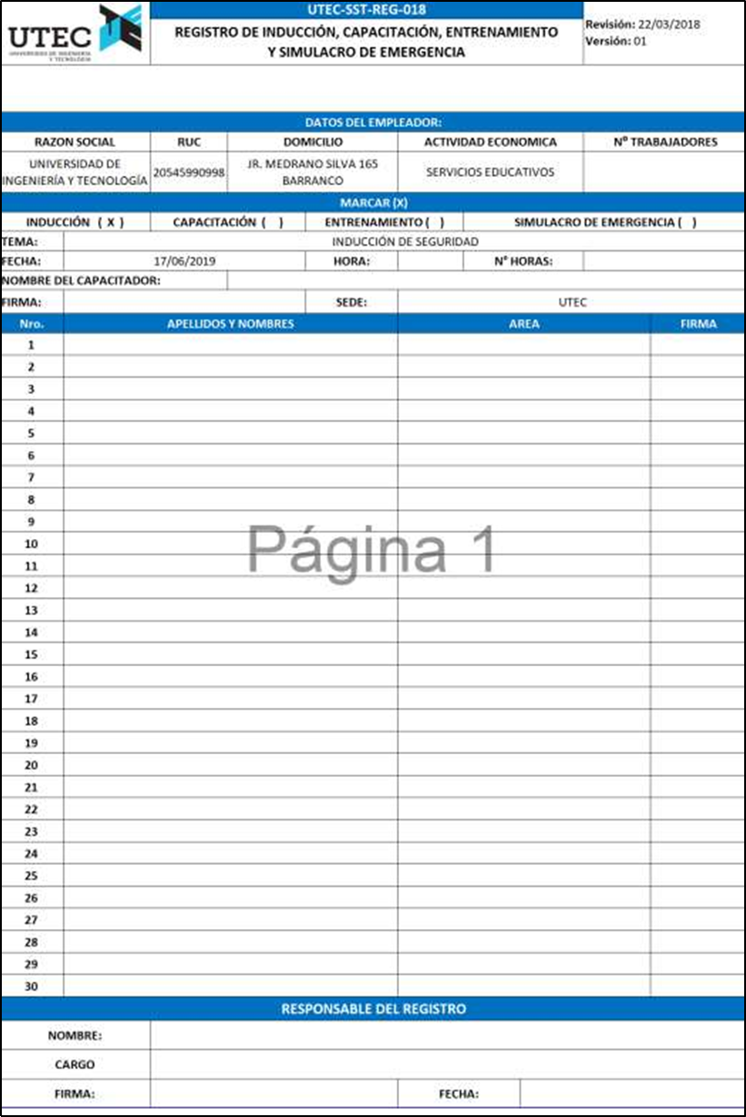 UTEC
UNIVERSIDAD DE INGENIERÍA
Y TECNOLOGÍA
UTEC-SST-REG-018
REGISTRO DE INDUCCIÓN, CAPACITACIÓN, ENTRENAMIENTO
Y SIMULACRO DE EMERGENCIA
Revisión: 22/03/2018
Versión: 01
DATOS DEL EMPLEADOR:
RAZON SOCIAL RUC DOMICILIO ACTIVIDAD ECONOMICA Nº TRABAJADORES
UNIVERSIDAD DE
INGENIERÍA Y TECNOLOGÍA
20545990998
JR. MEDRANO SILVA 165
BARRANCO
SERVICIOS EDUCATIVOS
MARCAR (X)
INDUCCIÓN ( X ) CAPACITACIÓN ( ) ENTRENAMIENTO ( ) SIMULACRO DE EMERGENCIA ( )
TEMA: INDUCCIÓN DE SEGURIDAD
FECHA: 17/06/2019 HORA: N° HORAS:
NOMBRE DEL CAPACITADOR:
FIRMA: SEDE: UTEC
Nro. APELLIDOS Y NOMBRES AREA FIRMA
1
2
3
4
5
6
7
8
9
10
Página 1
11
12
13
14
15
16
17
18
19
20
21
22
23
24
25
26
27
28
29
30
RESPONSABLE DEL REGISTRO
NOMBRE:
CARGO
FIRMA: FECHA: